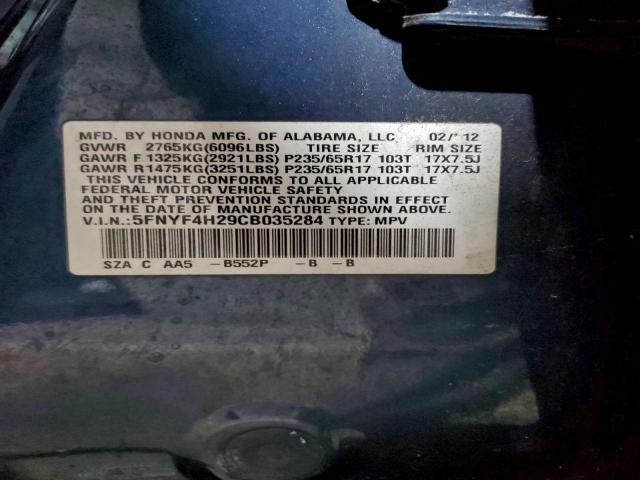 MFD. BY HONDA MFG. OF ALABAMA, LLC. 02/'12
GVWR 2765KG(6096LBS) TIRE SIZE RIM SIZE
GAWR F 1325KG(2921LBS) P235/65R17 103T 17X7.5J
GAWR R1475KG(3251LBS) P235/65R17 103T 17X7.5J
THIS VEHICLE CONFORMS TO ALL APPLICABLE
FEDERAL MOTOR VEHICLE SAFETY
AND THEFT PREVENTION STANDARDS IN EFFECT
ON THE DATE OF MANUFACTURE SHOWN ABOVE.
V.I.N.:5FNYF4H29CB035284 TYPE: MPV
SZA C AA5 -B552P -B -B